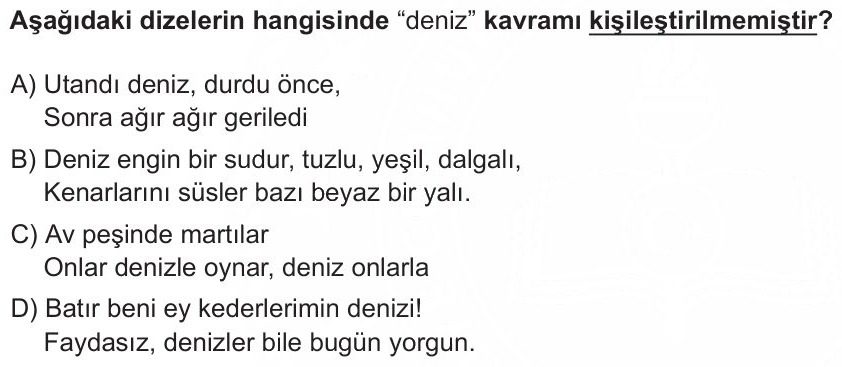 Aşağıdaki dizelerin hangisinde “deniz” kavramı kişileştirilmemiştir?
A) Utandı deniz, durdu önce,
Sonra ağır ağır geriledi
B) Deniz engin bir sudur, tuzlu, yeşil, dalgalı,
Kenarlarını süsler bazı beyaz bir yalı.
C) Av peşinde martılar
Onlar denizle oynar, deniz onlarla
D) Batır beni ey kederlerimin denizi!
Faydasız, denizler bile bugün yorgun.